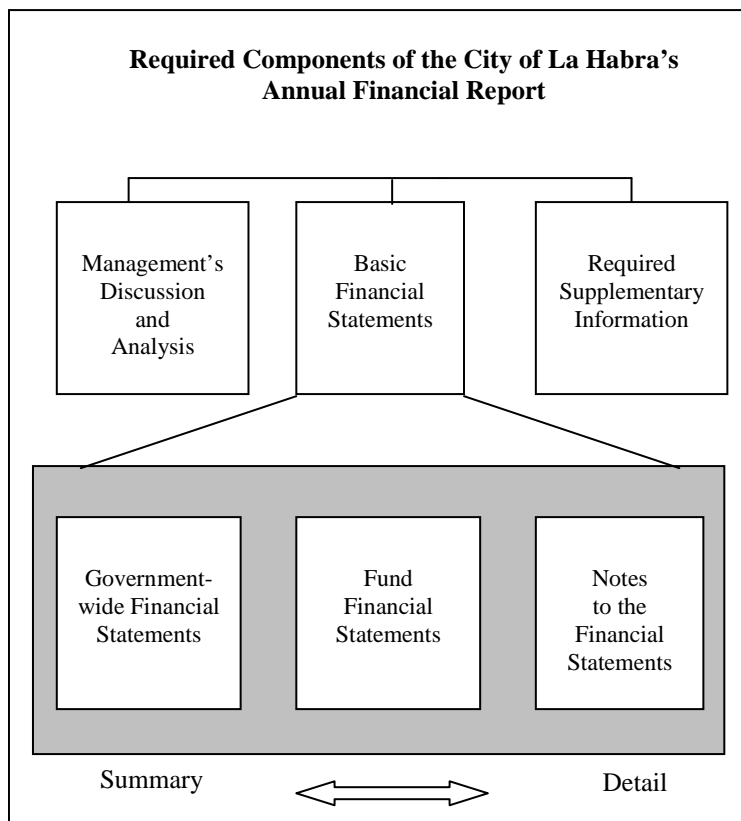 Required Components of the City of La Habra’s
Annual Financial Report
Management’s
Discussion
and
Analysis
Basic
Financial
Statements
Required
Supplementary
Information
Government-
wide Financial
Statements
Fund
Financial
Statements
Notes
to the
Financial
Statements
Summary
Detail